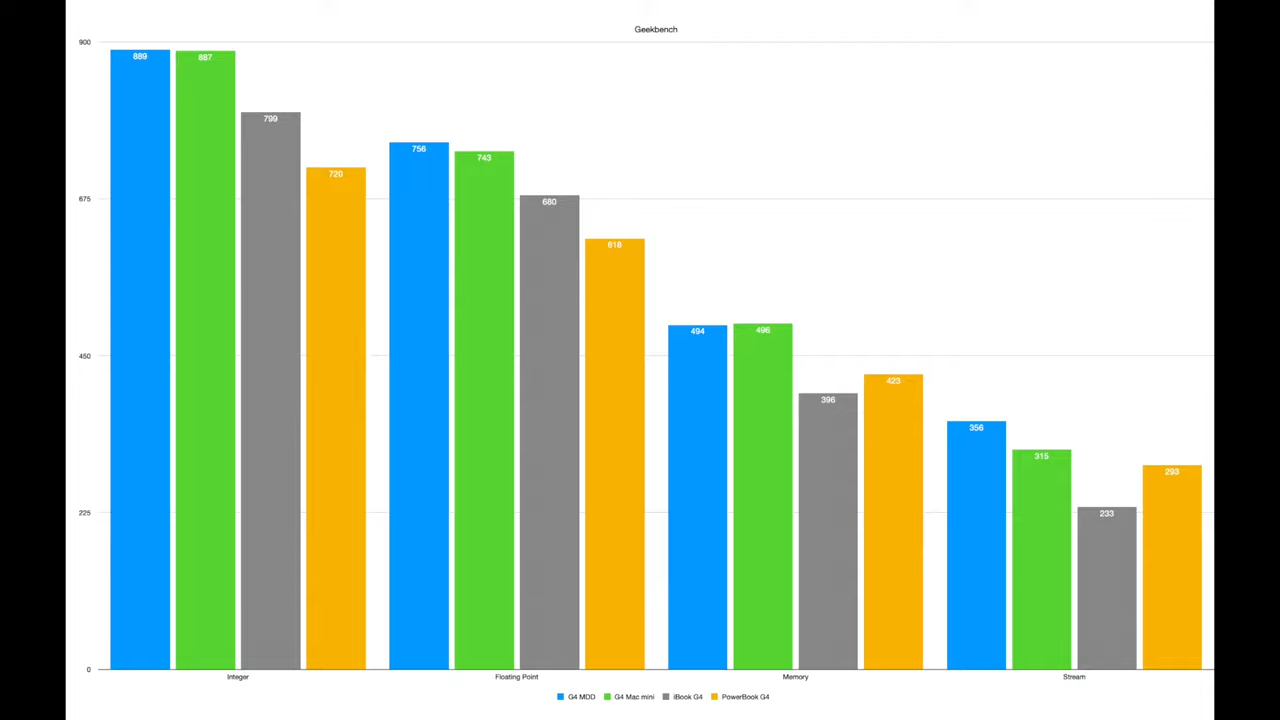 Geekbench
900
889
887
799
756
743
720
675
680
618
494
496
450
423
396
356
315
293
225
233
0
Integer
Floating Point
Memory
Stream
G4 MDD
G4 Mac mini
iBook G4
PowerBook G4